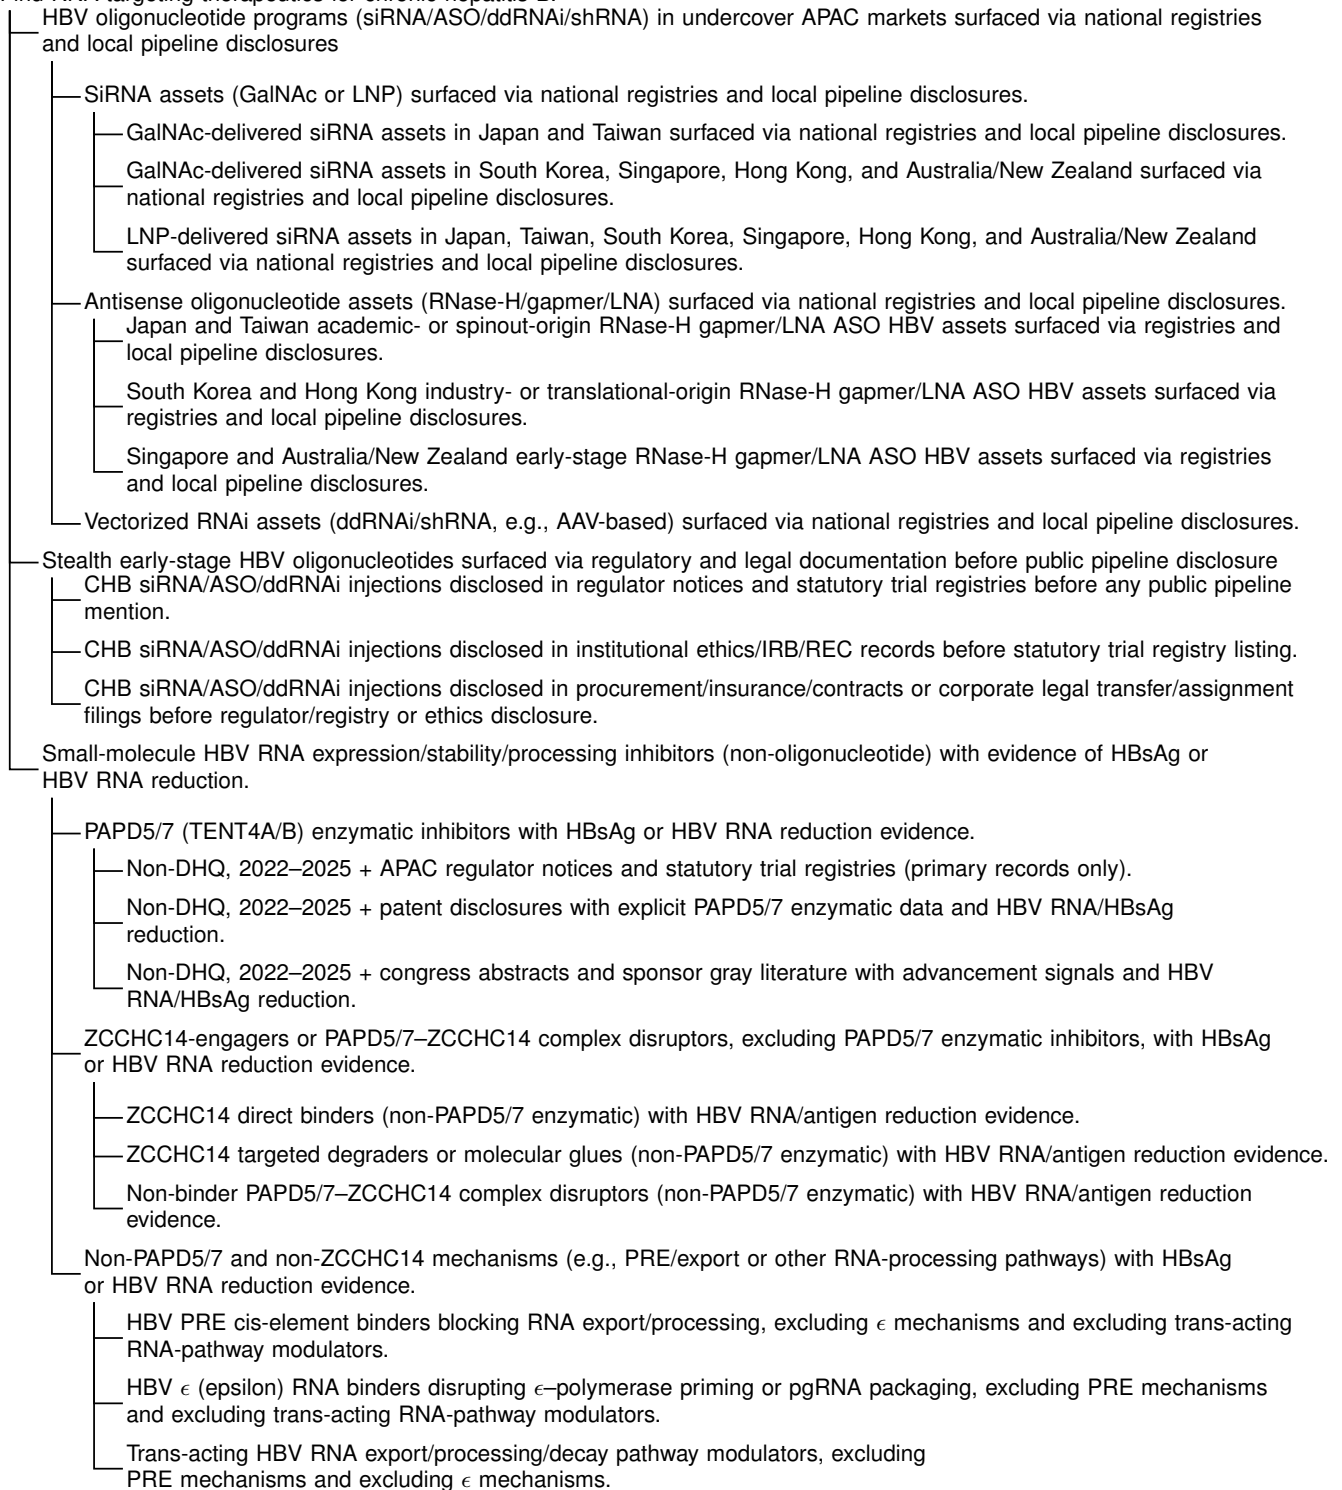 Find RNA-targeting therapeutics for chronic hepatitis B.
HBV oligonucleotide programs (siRNA/ASO/ddRNAi/shRNA) in undercover APAC markets surfaced via national registries
and local pipeline disclosures
SiRNA assets (GalNAc or LNP) surfaced via national registries and local pipeline disclosures.
GalNAc-delivered siRNA assets in Japan and Taiwan surfaced via national registries and local pipeline disclosures.
GalNAc-delivered siRNA assets in South Korea, Singapore, Hong Kong, and Australia/New Zealand surfaced via
national registries and local pipeline disclosures.
LNP-delivered siRNA assets in Japan, Taiwan, South Korea, Singapore, Hong Kong, and Australia/New Zealand
surfaced via national registries and local pipeline disclosures.
Antisense oligonucleotide assets (RNase-H/gapmer/LNA) surfaced via national registries and local pipeline disclosures.
Japan and Taiwan academic- or spinout-origin RNase-H gapmer/LNA ASO HBV assets surfaced via registries and
local pipeline disclosures.
South Korea and Hong Kong industry- or translational-origin RNase-H gapmer/LNA ASO HBV assets surfaced via
registries and local pipeline disclosures.
Singapore and Australia/New Zealand early-stage RNase-H gapmer/LNA ASO HBV assets surfaced via registries
and local pipeline disclosures.
Vectorized RNAi assets (ddRNAi/shRNA, e.g., AAV-based) surfaced via national registries and local pipeline disclosures.
Stealth early-stage HBV oligonucleotides surfaced via regulatory and legal documentation before public pipeline disclosure
CHB siRNA/ASO/ddRNAi injections disclosed in regulator notices and statutory trial registries before any public pipeline
mention.
CHB siRNA/ASO/ddRNAi injections disclosed in institutional ethics/IRB/REC records before statutory trial registry listing.
CHB siRNA/ASO/ddRNAi injections disclosed in procurement/insurance/contracts or corporate legal transfer/assignment
filings before regulator/registry or ethics disclosure.
Small-molecule HBV RNA expression/stability/processing inhibitors (non-oligonucleotide) with evidence of HBsAg or
HBV RNA reduction.
PAPD5/7 (TENT4A/B) enzymatic inhibitors with HBsAg or HBV RNA reduction evidence.
Non-DHQ, 2022–2025 + APAC regulator notices and statutory trial registries (primary records only).
Non-DHQ, 2022–2025 + patent disclosures with explicit PAPD5/7 enzymatic data and HBV RNA/HBsAg
reduction.
Non-DHQ, 2022–2025 + congress abstracts and sponsor gray literature with advancement signals and HBV
RNA/HBsAg reduction.
ZCCHC14-engagers or PAPD5/7–ZCCHC14 complex disruptors, excluding PAPD5/7 enzymatic inhibitors, with HBsAg
or HBV RNA reduction evidence.
ZCCHC14 direct binders (non-PAPD5/7 enzymatic) with HBV RNA/antigen reduction evidence.
ZCCHC14 targeted degraders or molecular glues (non-PAPD5/7 enzymatic) with HBV RNA/antigen reduction evidence.
Non-binder PAPD5/7–ZCCHC14 complex disruptors (non-PAPD5/7 enzymatic) with HBV RNA/antigen reduction
evidence.
Non-PAPD5/7 and non-ZCCHC14 mechanisms (e.g., PRE/export or other RNA-processing pathways) with HBsAg
or HBV RNA reduction evidence.
HBV PRE cis-element binders blocking RNA export/processing, excluding ϵ mechanisms and excluding trans-acting
RNA-pathway modulators.
HBV ϵ (epsilon) RNA binders disrupting ϵ–polymerase priming or pgRNA packaging, excluding PRE mechanisms
and excluding trans-acting RNA-pathway modulators.
Trans-acting HBV RNA export/processing/decay pathway modulators, excluding
PRE mechanisms and excluding ϵ mechanisms.